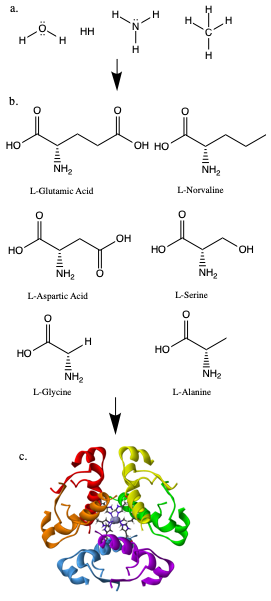 a.
H
H H N H C H
H O H HH H H
b.
O O O
HO OH HO
NH2 NH2
L-Glutamic Acid L-Norvaline
O O
HO OH HO OH
NH2 O NH2
L-Aspartic Acid L-Serine
O O
HO H HO
NH2 NH2
L-Glycine L-Alanine
c.